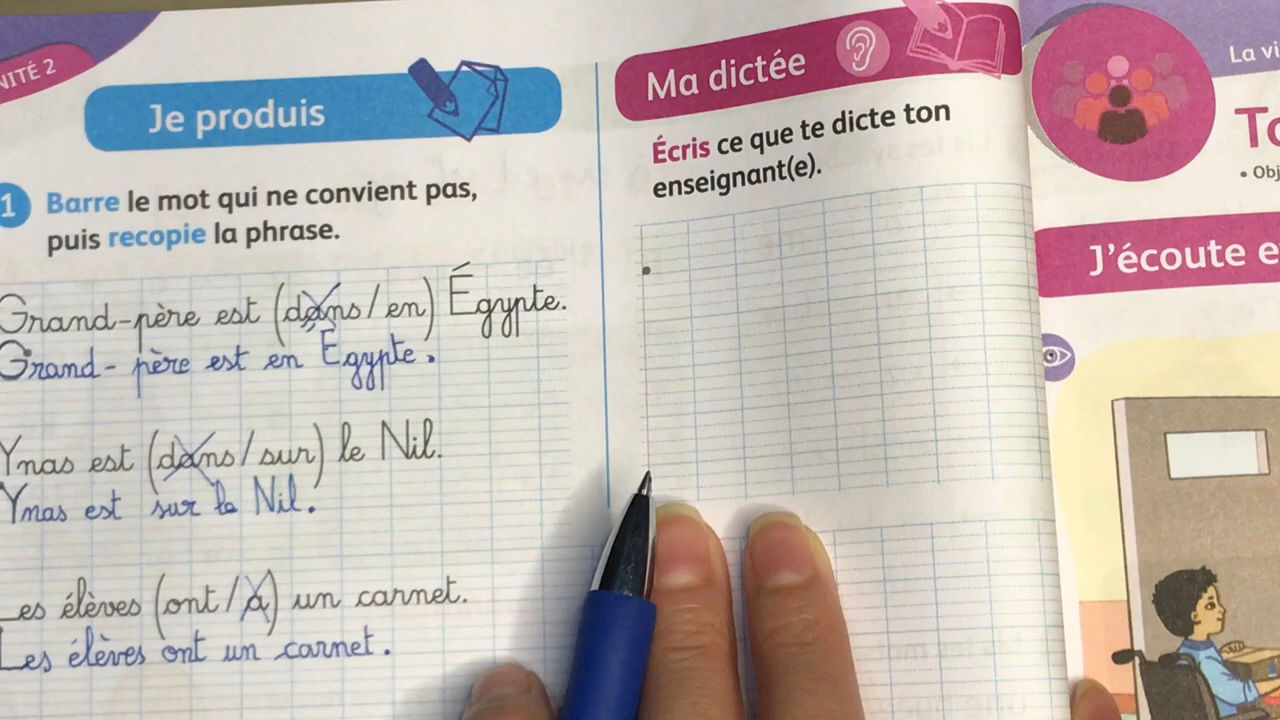 NITÉ 2
Je produis
1 Barre le mot qui ne convient pas,
puis recopie la phrase.
Grand-père est (dans/en) Égypte.
Grand-père est en Egypte.
Ynas est (dans/sur) le Nil.
Ynas est sur le Nil.
Les élèves (ont/a) un carnet.
Les élèves ont un carnet.
Ma dictée
Écris ce que te dicte ton
enseignant(e).
La vi
To
• Obj
J'écoute e